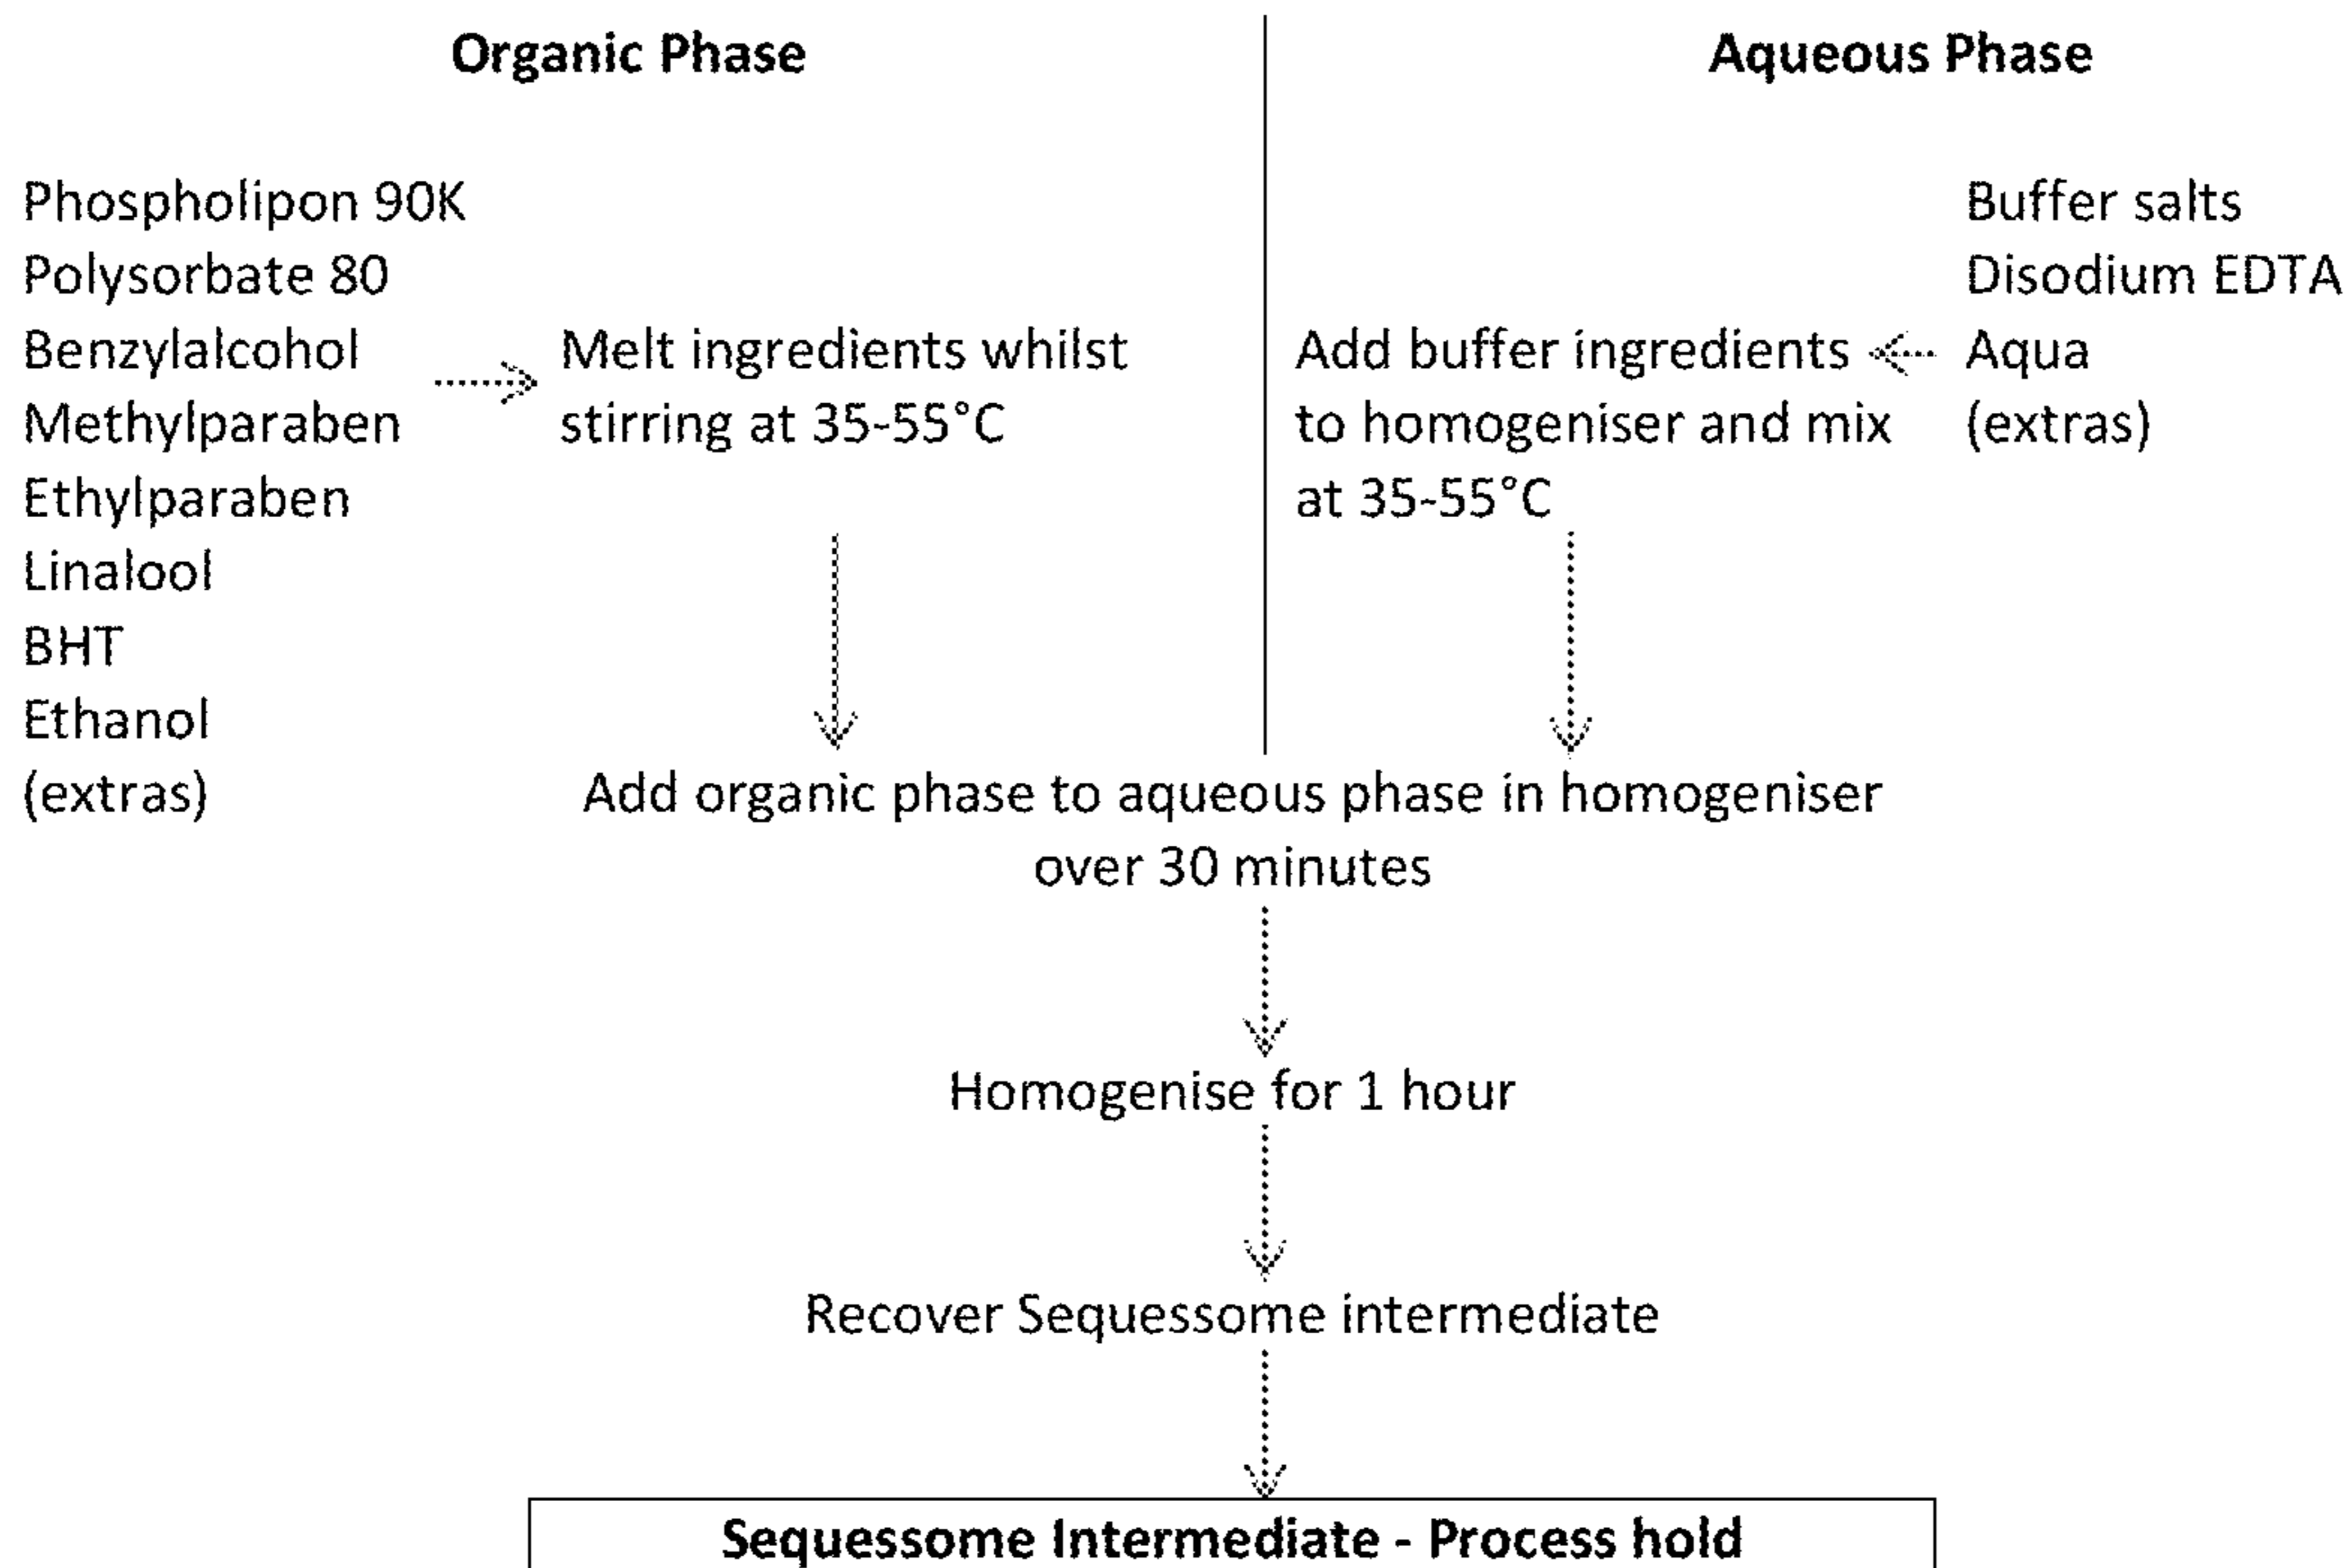 Organic Phase
Aqueous Phase
Phospholipon 90K
Polysorbate 80
Benzylalcohol
Methylparaben
Ethylparaben
Linalool
BHT
Ethanol
(extras)
Melt ingredients whilst
stirring at 35-55°C
Add buffer ingredients
to homogeniser and mix
at 35-55°C
Buffer salts
Disodium EDTA
Aqua
(extras)
Add organic phase to aqueous phase in homogeniser
over 30 minutes
Homogenise for 1 hour
Recover Sequessome intermediate
Sequessome Intermediate - Process hold